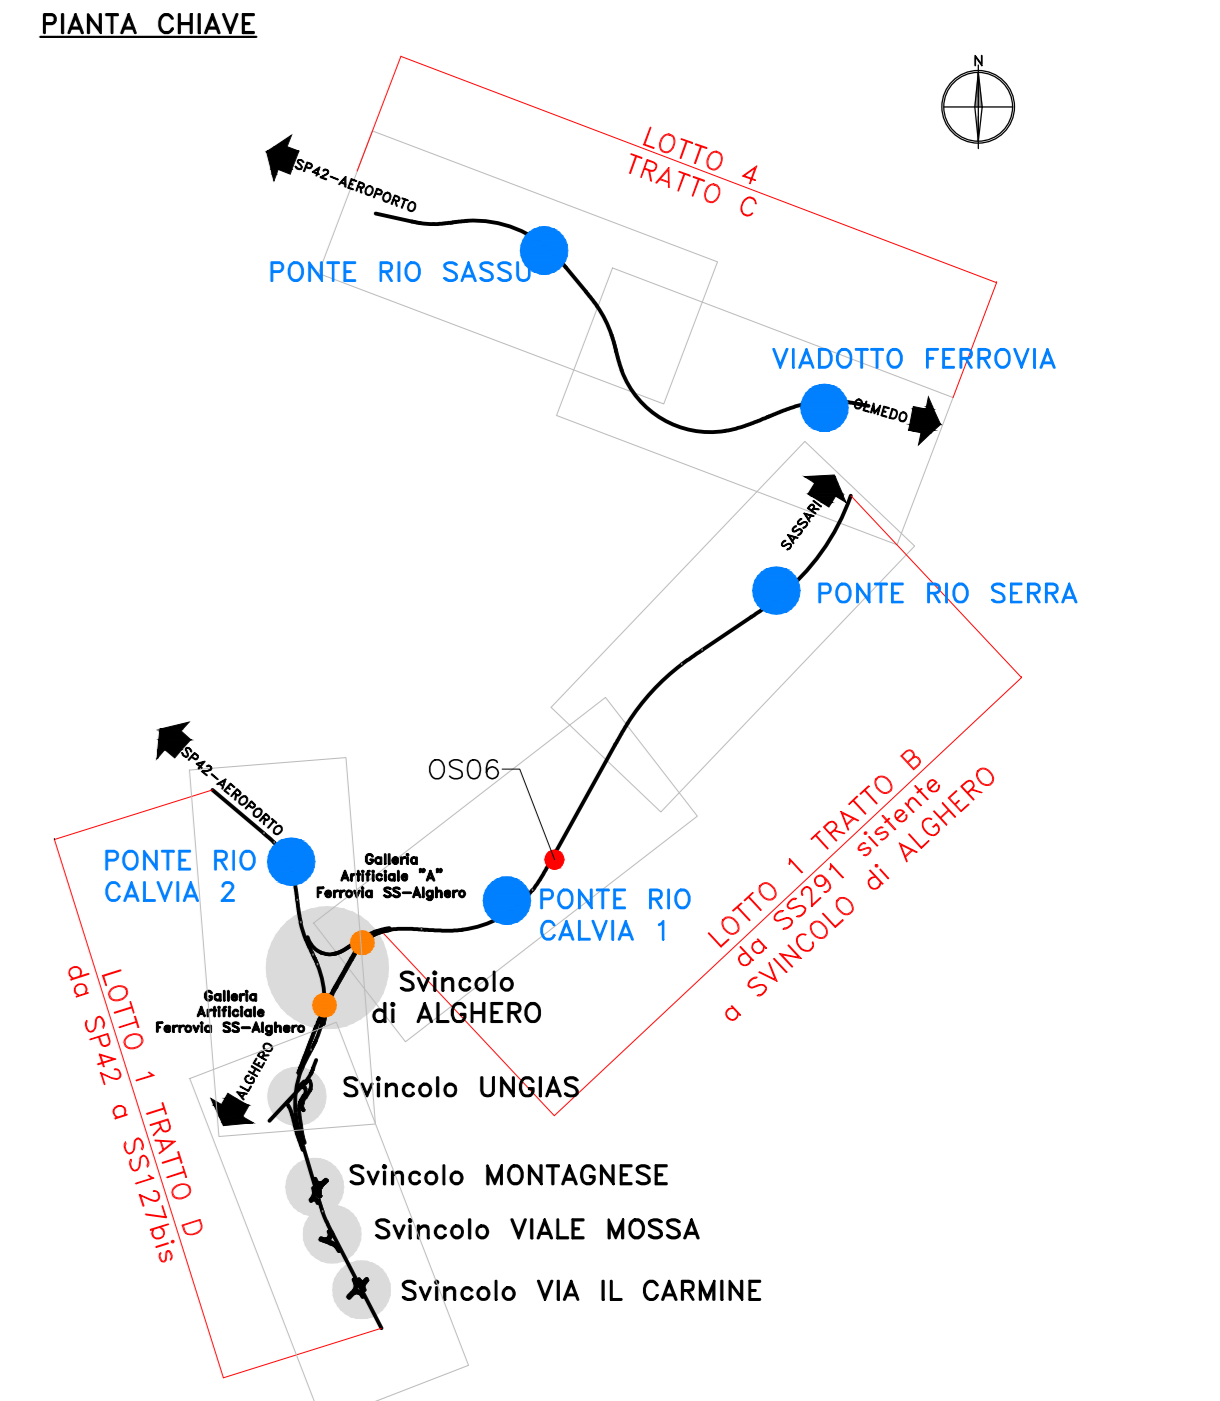 PIANTA CHIAVE
N
LOTTO 4
TRATTO C
SP42-AEROPORTO
PONTE RIO SASSU
VIADOTTO FERROVIA
OLMEDO
SASSARI
PONTE RIO SERRA
SP42-AEROPORTO
OS06
LOTTO 1 TRATTO B
da SS291 sistente
a SVINCOLO di ALGHERO
PONTE RIO
CALVIA 2
Galleria
Artificiale "A"
Ferrovia SS-Alghero
PONTE RIO
CALVIA 1
Svincolo
di ALGHERO
Galleria
Artificiale
Ferrovia SS-Alghero
LOTTO 1 TRATTO D
da SP42 a SS127bis
ALGHERO
Svincolo UNGIAS
Svincolo MONTAGNESE
Svincolo VIALE MOSSA
Svincolo VIA IL CARMINE